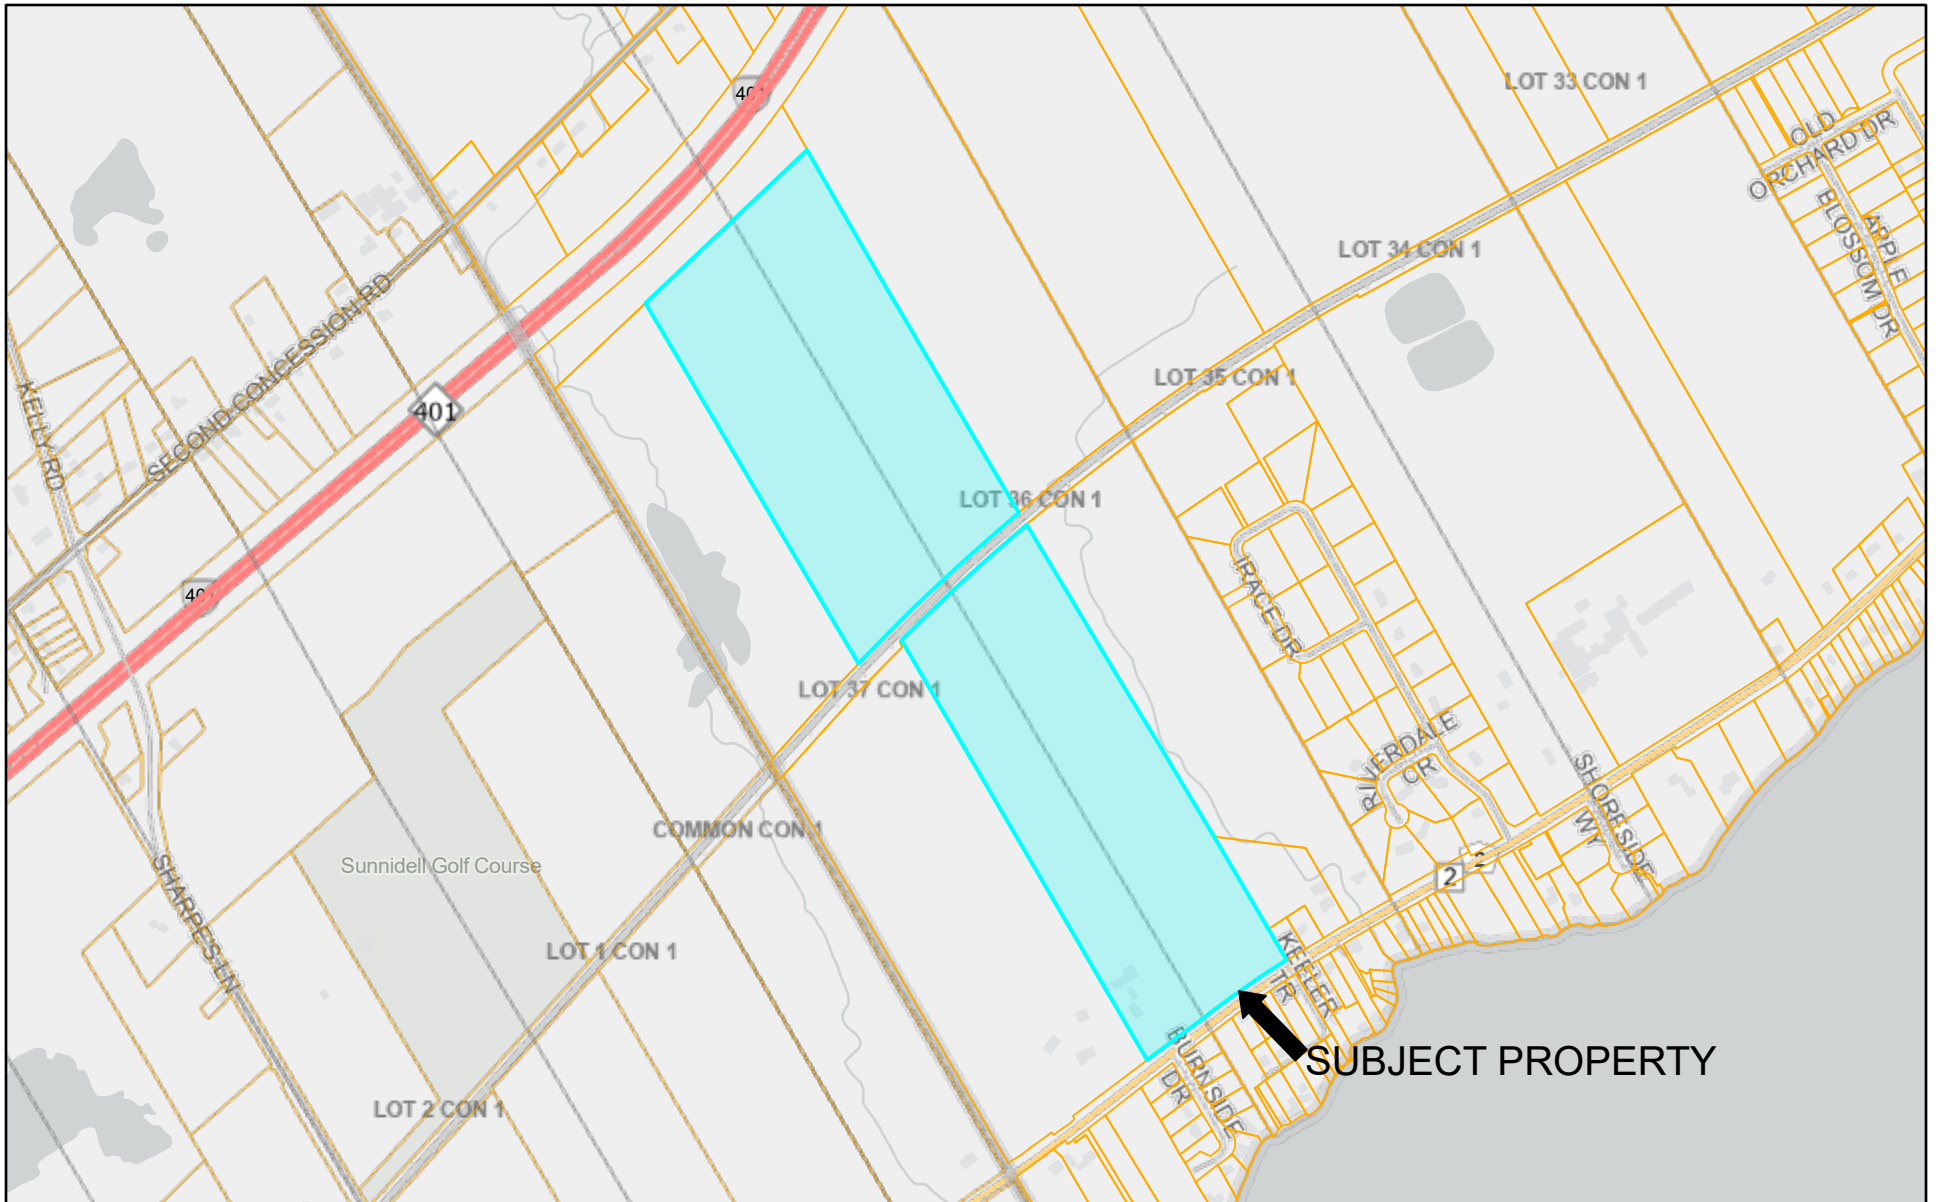 LOT 33 CON 1
401
OLD
ORCHARD DR
APPLE
BLOSSOM DR
LOT 34 CON 1
SECOND CONCESSION RD
LOT 35 CON 1
KELLY RD
401
LOT 36 CON 1
401
IRACE DR
LOT 37 CON 1
RIVERDALE
CR
SHORESIDE
WY
COMMON CON 1
Sunnidell Golf Course
2
2
SHARPES LN
LOT 1 CON 1
KEELER
TR
SUBJECT PROPERTY
BURNSIDE
DR
LOT 2 CON 1